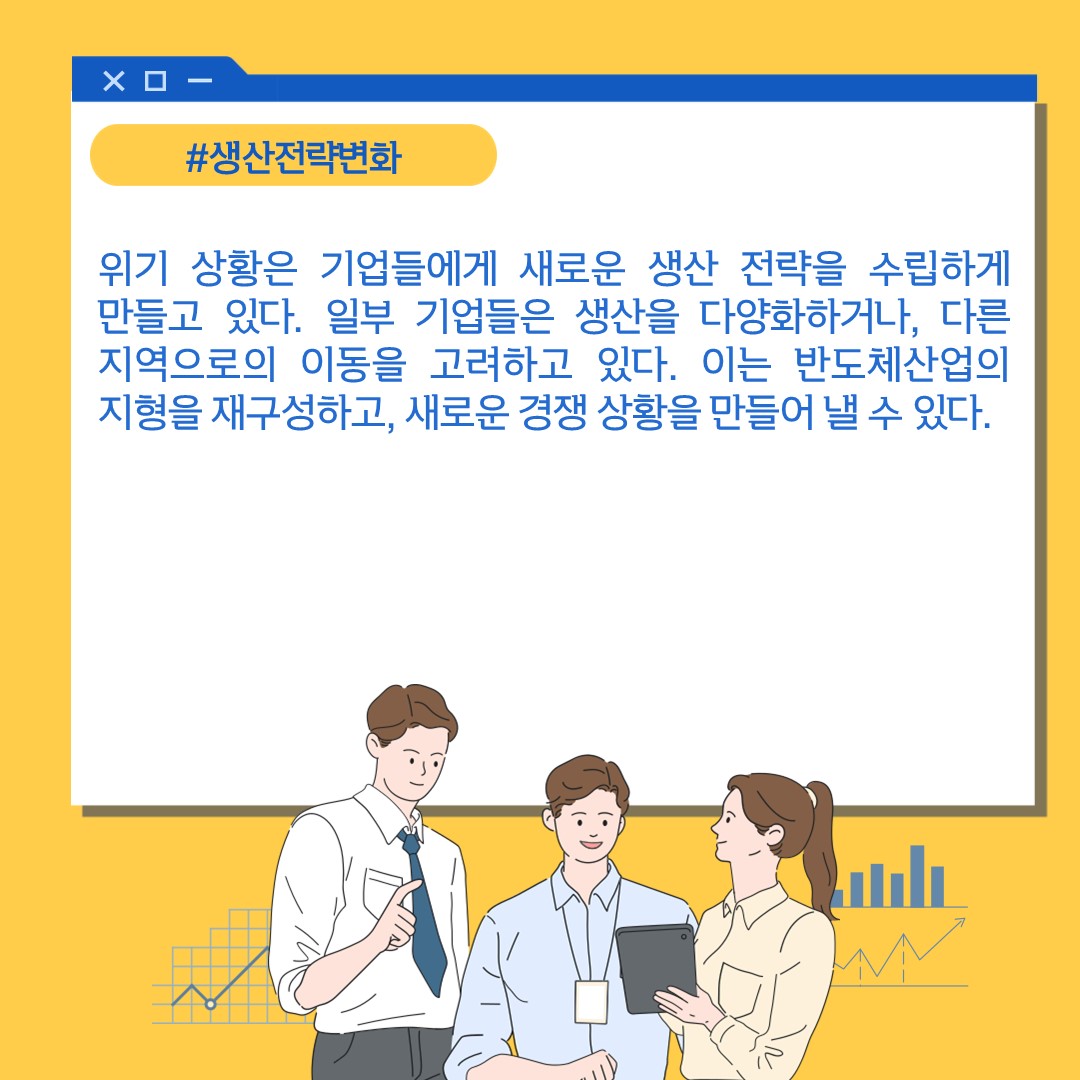 #생산전략변화
위기 상황은 기업들에게 새로운 생산 전략을 수립하게
만들고 있다. 일부 기업들은 생산을 다양화하거나, 다른
지역으로의 이동을 고려하고 있다. 이는 반도체산업의
지형을 재구성하고, 새로운 경쟁 상황을 만들어 낼 수 있다.